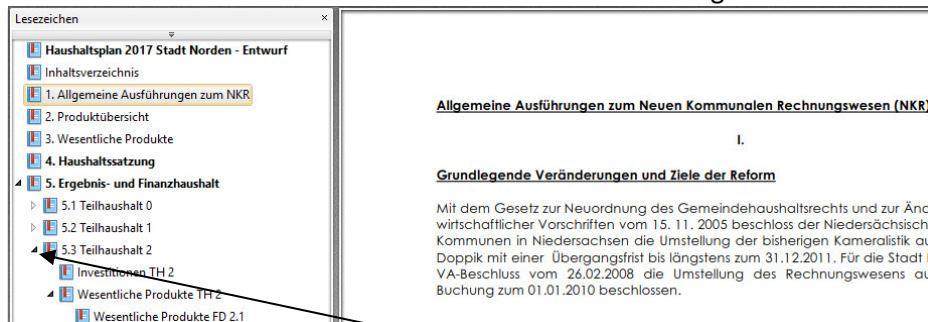 Lesezeichen
Haushaltsplan 2017 Stadt Norden - Entwurf
Inhaltsverzeichnis
1. Allgemeine Ausführungen zum NKR
2. Produktübersicht
3. Wesentliche Produkte
4. Haushaltssatzung
5. Ergebnis- und Finanzhaushalt
5.1 Teilhaushalt 0
5.2 Teilhaushalt 1
5.3 Teilhaushalt 2
Investitionen TH 2
Wesentliche Produkte TH 2
Wesentliche Produkte FD 2.1
Allgemeine Ausführungen zum Neuen Kommunalen Rechnungswesen (NKR)
I.
Grundlegende Veränderungen und Ziele der Reform
Mit dem Gesetz zur Neuordnung des Gemeindehaushaltsrechts und zur Änd
wirtschaftlicher Vorschriften vom 15. 11. 2005 beschloss der Niedersächsisch
Kommunen in Niedersachsen die Umstellung der bisherigen Kameralistik au
Doppik mit einer Übergangsfrist bis längstens zum 31.12.2011. Für die Stadt
VA-Beschluss vom 26.02.2008 die Umstellung des Rechnungswesens au
Buchung zum 01.01.2010 beschlossen.